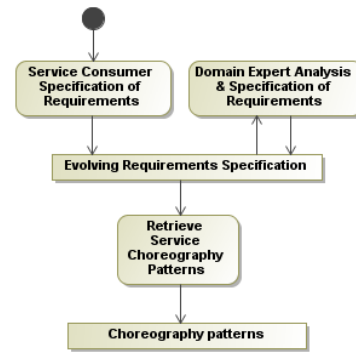 Service Consumer
Specification of
Requirements
Domain Expert Analysis
& Specification of
Requirements
Evolving Requirements Specification
Retrieve
Service
Choreography
Patterns
Choreography patterns